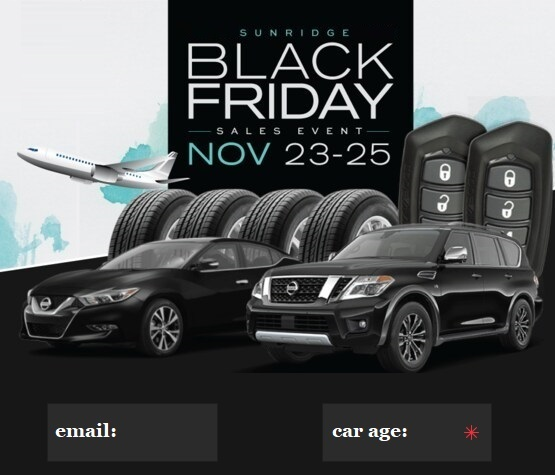 SUNRIDGE
BLACK
FRIDAY
SALES EVENT
NOV 23-25
email:
car age: *